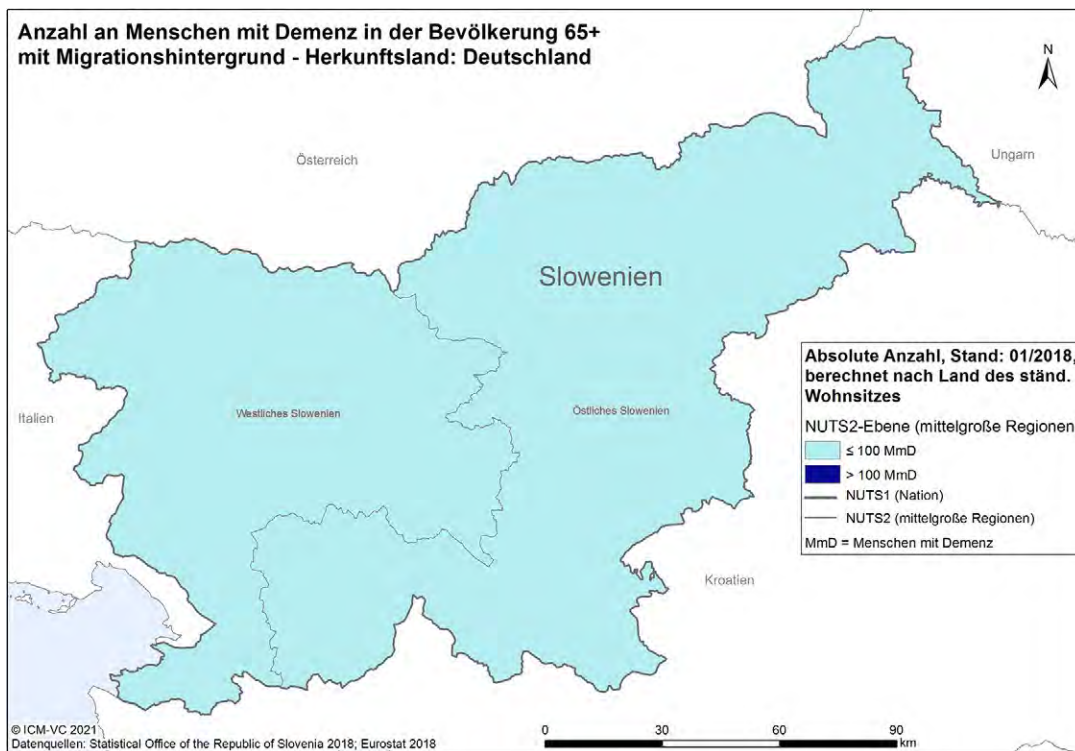 Anzahl an Menschen mit Demenz in der Bevölkerung 65+
mit Migrationshintergrund - Herkunftsland: Deutschland
N
Österreich
Ungarn
Slowenien
Absolute Anzahl, Stand: 01/2018,
berechnet nach Land des ständ.
Wohnsitzes
Italien
Westliches Slowenien
Östliches Slowenien
NUTS2-Ebene (mittelgroße Regionen
≤ 100 MmD
> 100 MmD
NUTS1 (Nation)
NUTS2 (mittelgroße Regionen)
MmD = Menschen mit Demenz
Kroatien
© ICM-VC 2021
Datenquellen: Statistical Office of the Republic of Slovenia 2018; Eurostat 2018
0 30 60 90
km